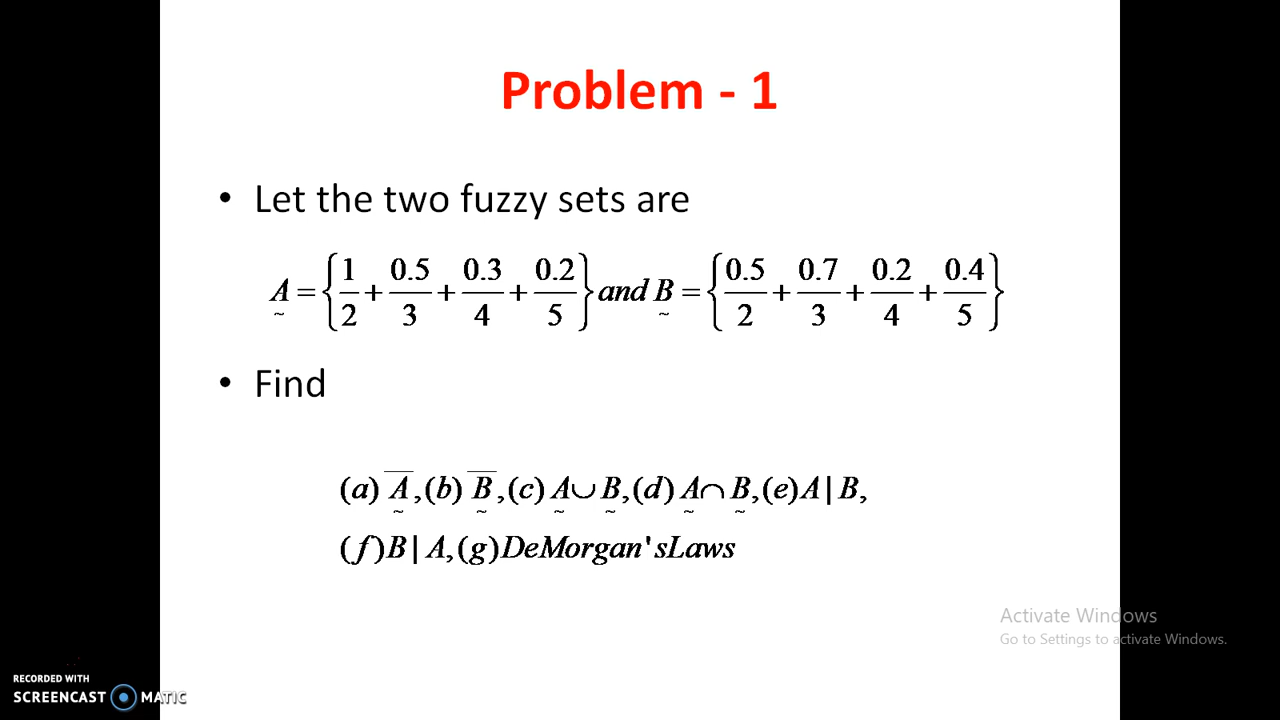 Problem - 1
• Let the two fuzzy sets are
A̰ = {1/2 + 0.5/3 + 0.3/4 + 0.2/5} and B̰ = {0.5/2 + 0.7/3 + 0.2/4 + 0.4/5}
• Find
(a) A̰̅, (b) B̰̅, (c) A̰ ∪ B̰, (d) A̰ ∩ B̰, (e) A | B,
(f) B | A, (g) DeMorgan'sLaws
Activate Windows
Go to Settings to activate Windows.
RECORDED WITH
SCREENCAST MATIC